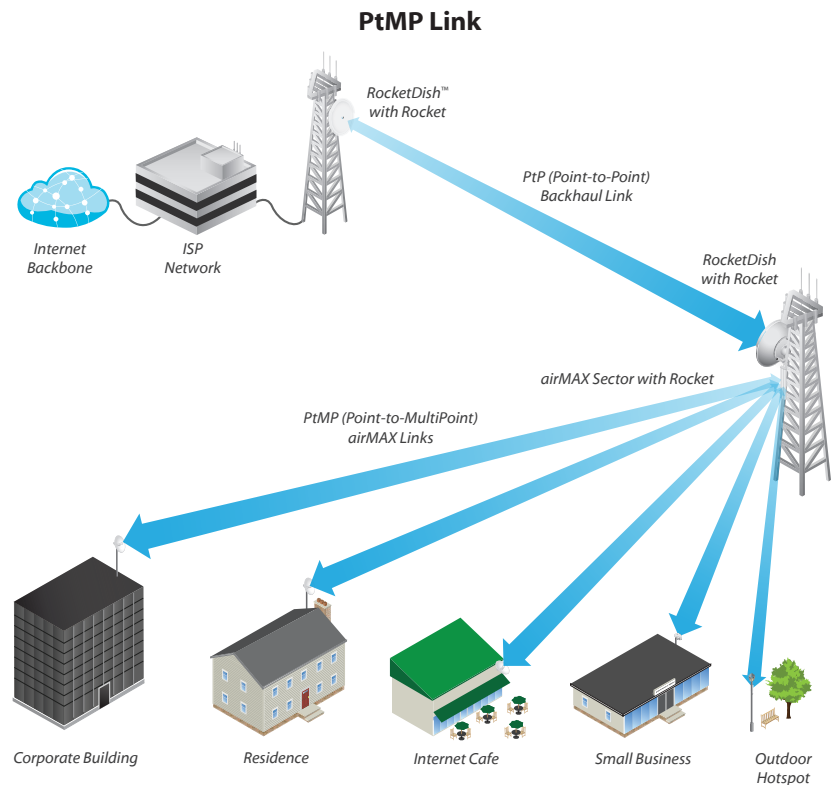 PtMP Link
RocketDish™
with Rocket
PtP (Point-to-Point)
Backhaul Link
Internet
Backbone
ISP
Network
RocketDish
with Rocket
airMAX Sector with Rocket
PtMP (Point-to-MultiPoint)
airMAX Links
Corporate Building
Residence
Internet Cafe
Small Business
Outdoor
Hotspot